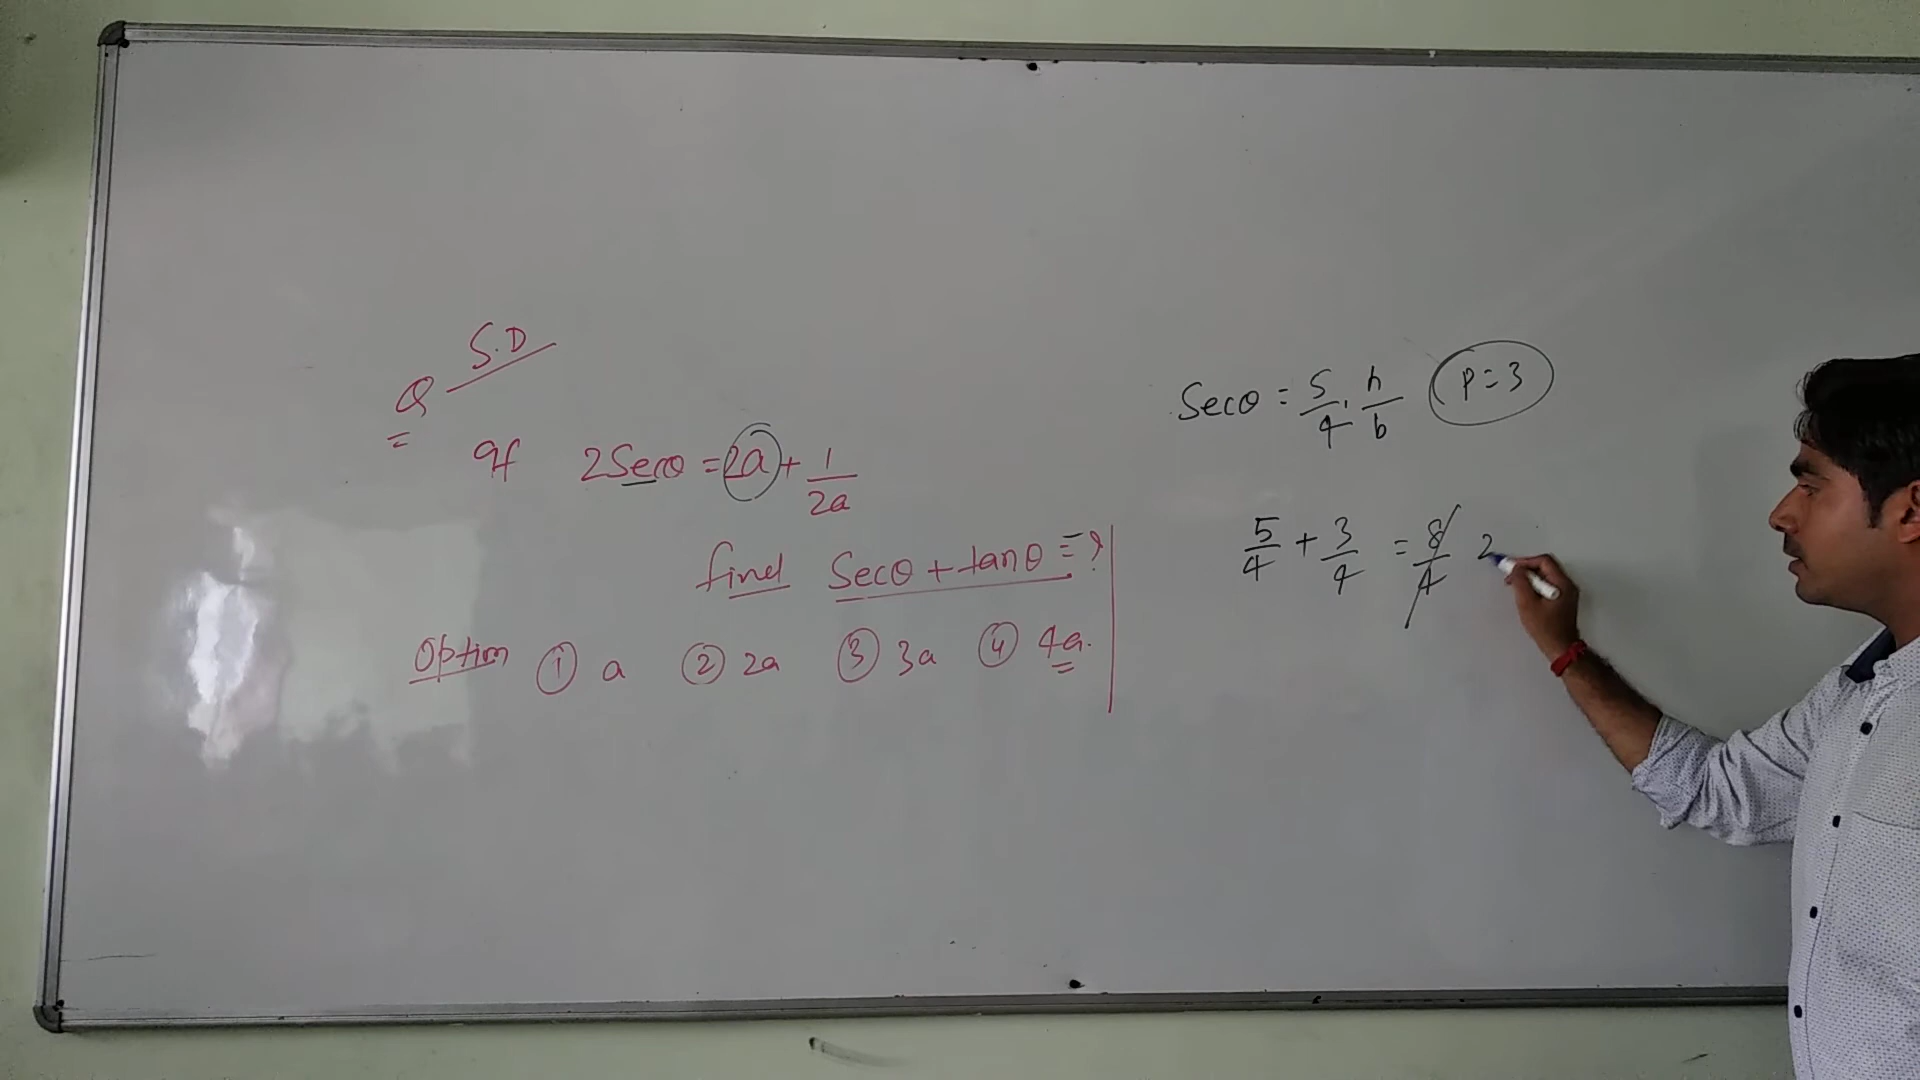 S.D
Q
If 2Secθ = 2a + 1/2a
find Secθ + tanθ = ?
Option ① a ② 2a ③ 3a ④ 4a.
Secθ = 5/4, h/b P=3
5/4 + 3/4 = 8/4 2